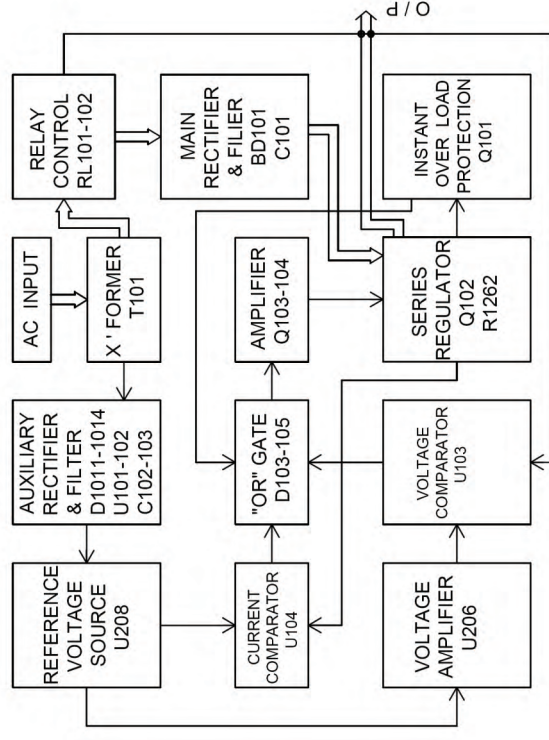 AC INPUT
RELAY
CONTROL
RL101-102
X' FORMER
T101
MAIN
RECTIFIER
& FILIER
BD101
C101
AUXILIARY
RECTIFIER
& FILTER
D1011-1014
U101-102
C102-103
REFERENCE
VOLTAGE
SOURCE
U208
CURRENT
COMPARATOR
U104
"OR" GATE
D103-105
AMPLIFIER
Q103-104
VOLTAGE
AMPLIFIER
U206
VOLTAGE
COMPARATOR
U103
SERIES
REGULATOR
Q102
R1262
INSTANT
OVER LOAD
PROTECTION
Q101
O / P